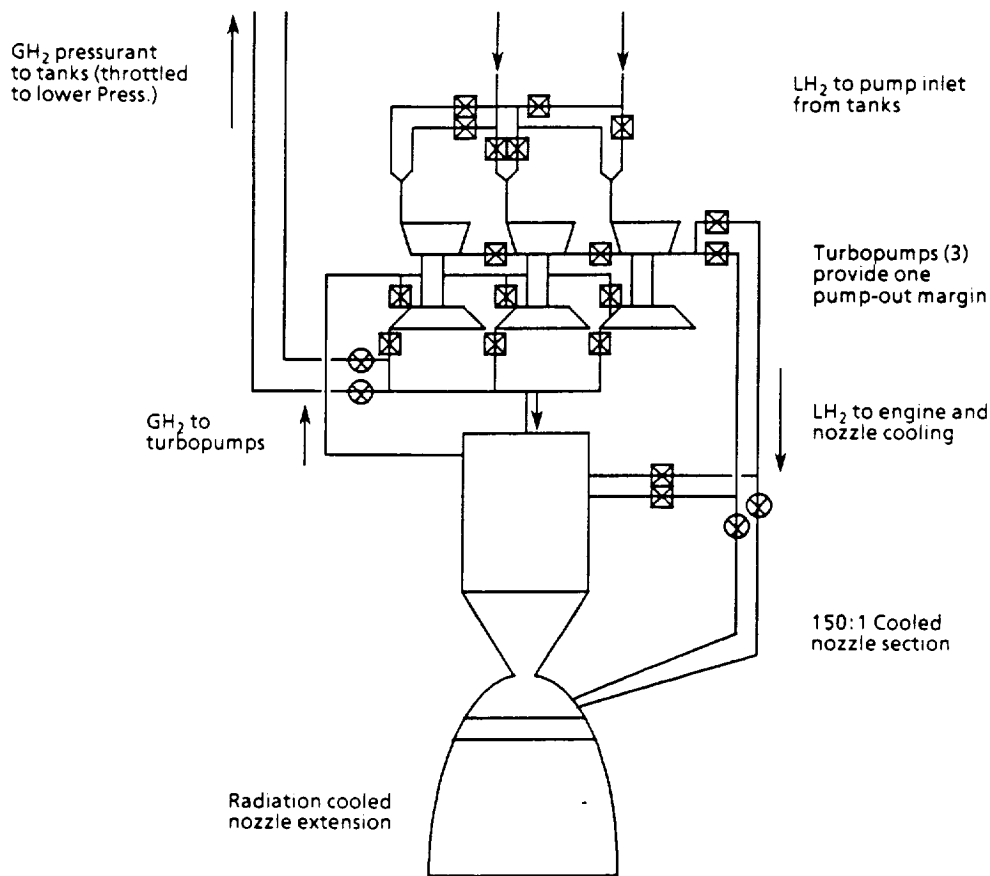 GH₂ pressurant
to tanks (throttled
to lower Press.)
LH₂ to pump inlet
from tanks
Turbopumps (3)
provide one
pump-out margin
GH₂ to
turbopumps
LH₂ to engine and
nozzle cooling
150:1 Cooled
nozzle section
Radiation cooled
nozzle extension